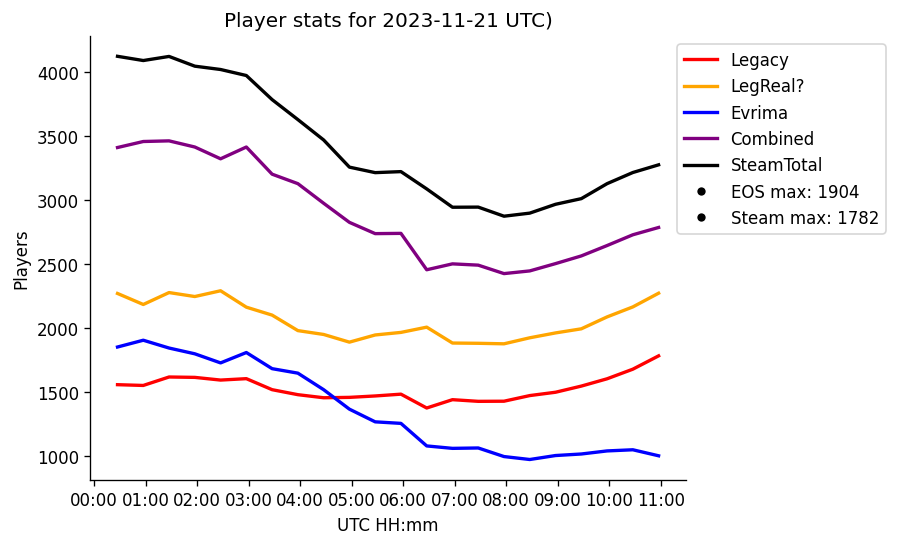 Player stats for 2023-11-21 UTC)
Legacy
LegReal?
Evrima
Combined
SteamTotal
EOS max: 1904
Steam max: 1782
Players
4000
3500
3000
2500
2000
1500
1000
00:00 01:00 02:00 03:00 04:00 05:00 06:00 07:00 08:00 09:00 10:00 11:00
UTC HH:mm